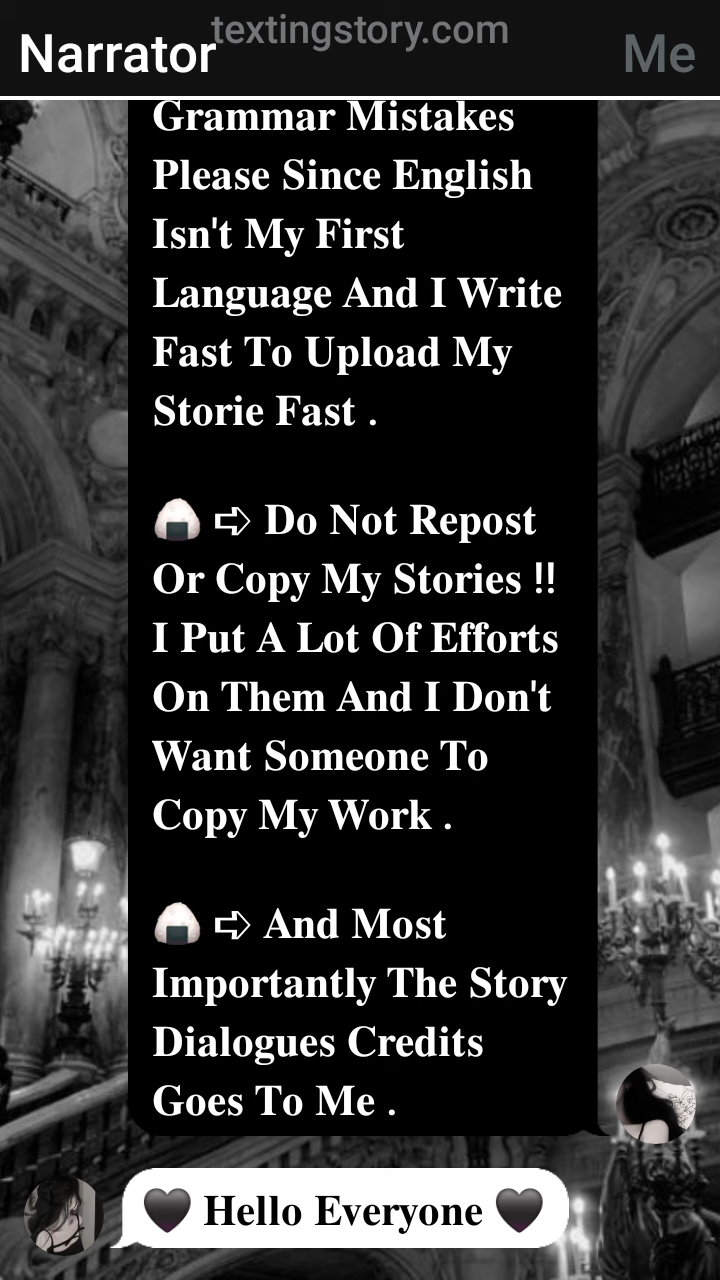 textingstory.com
Narrator
Me
Grammar Mistakes
Please Since English
Isn't My First
Language And I Write
Fast To Upload My
Storie Fast .
🍙 ➪ Do Not Repost
Or Copy My Stories !!
I Put A Lot Of Efforts
On Them And I Don't
Want Someone To
Copy My Work .
🍙 ➪ And Most
Importantly The Story
Dialogues Credits
Goes To Me .
🖤 Hello Everyone 🖤